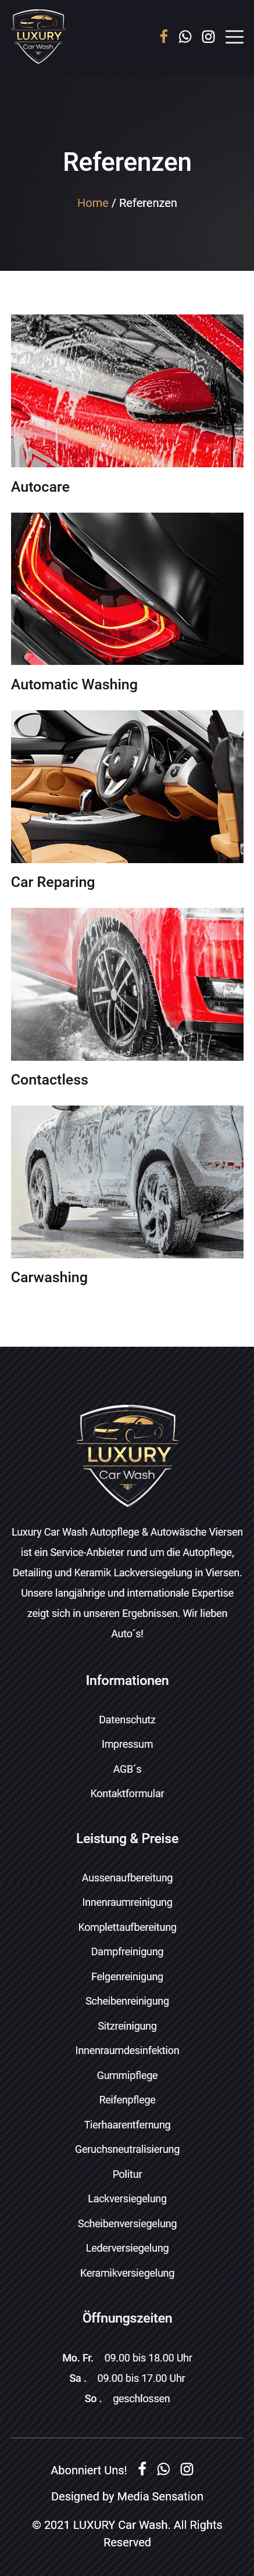 LUXURY
Car Wash
Referenzen
Home / Referenzen
Autocare
Automatic Washing
Car Reparing
Contactless
Carwashing
LUXURY
Car Wash
Luxury Car Wash Autopflege & Autowäsche Viersen
ist ein Service-Anbieter rund um die Autopflege,
Detailing und Keramik Lackversiegelung in Viersen.
Unsere langjährige und internationale Expertise
zeigt sich in unseren Ergebnissen. Wir lieben
Auto´s!
Informationen
Datenschutz
Impressum
AGB´s
Kontaktformular
Leistung & Preise
Aussenaufbereitung
Innenraumreinigung
Komplettaufbereitung
Dampfreinigung
Felgenreinigung
Scheibenreinigung
Sitzreinigung
Innenraumdesinfektion
Gummipflege
Reifenpflege
Tierhaarentfernung
Geruchsneutralisierung
Politur
Lackversiegelung
Scheibenversiegelung
Lederversiegelung
Keramikversiegelung
Öffnungszeiten
Mo. Fr. 09.00 bis 18.00 Uhr
Sa . 09.00 bis 17.00 Uhr
So . geschlossen
Abonniert Uns!
Designed by Media Sensation
© 2021 LUXURY Car Wash. All Rights
Reserved